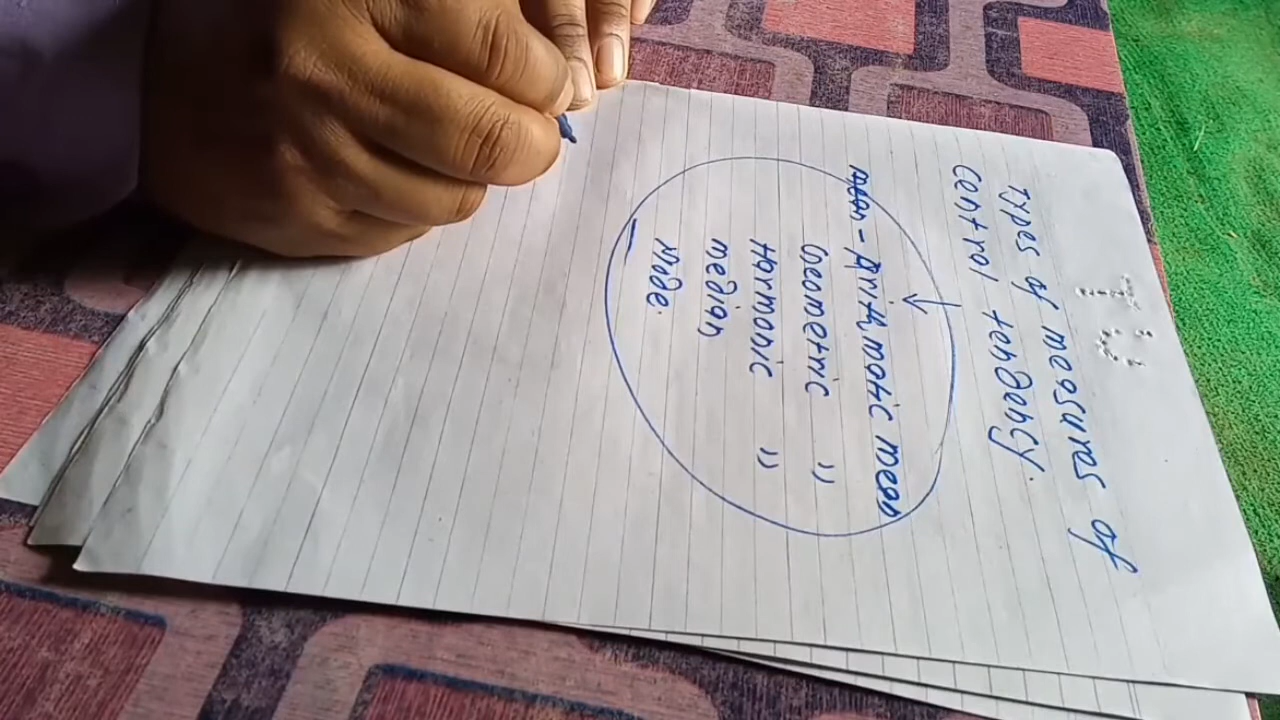 Types of measures of
Central tendency
mean - Arithmatic mean
Geometric "
Harmonic "
median
Mode